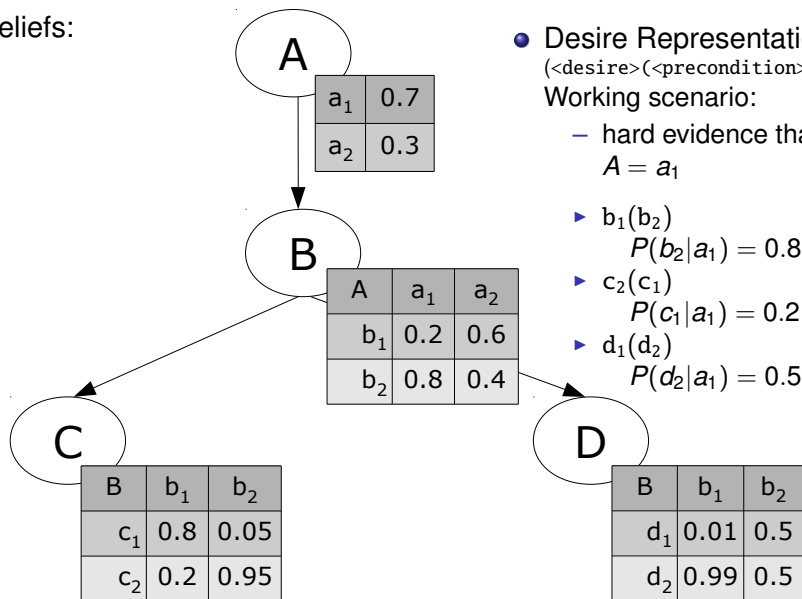 eliefs:
A
a₁ 0.7
a₂ 0.3
B
A a₁ a₂
b₁ 0.2 0.6
b₂ 0.8 0.4
C
B b₁ b₂
c₁ 0.8 0.05
c₂ 0.2 0.95
D
B b₁ b₂
d₁ 0.01 0.5
d₂ 0.99 0.5
• Desire Representati
(<desire>(<precondition>
Working scenario:
– hard evidence tha
A = a₁
▶ b₁(b₂)
P(b₂|a₁) = 0.8
▶ c₂(c₁)
P(c₁|a₁) = 0.2
▶ d₁(d₂)
P(d₂|a₁) = 0.5